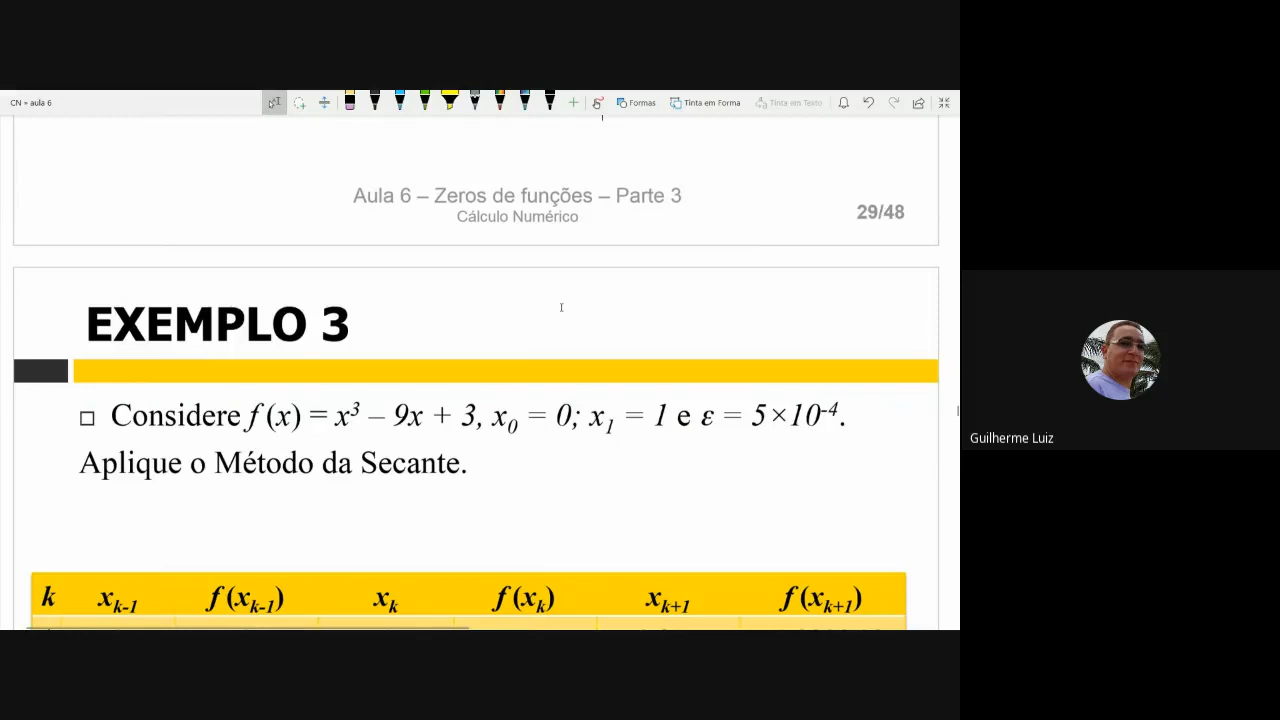 CN - aula 6
Formas
Tinta em Forma
Tinta em Texto
Aula 6 – Zeros de funções – Parte 3
Cálculo Numérico
29/48
EXEMPLO 3
□ Considere f (x) = x³ – 9x + 3, x₀ = 0; x₁ = 1 e ε = 5×10⁻⁴.
Aplique o Método da Secante.
k xₖ₋₁ f (xₖ₋₁) xₖ f (xₖ) xₖ₊₁ f (xₖ₊₁)
Guilherme Luiz